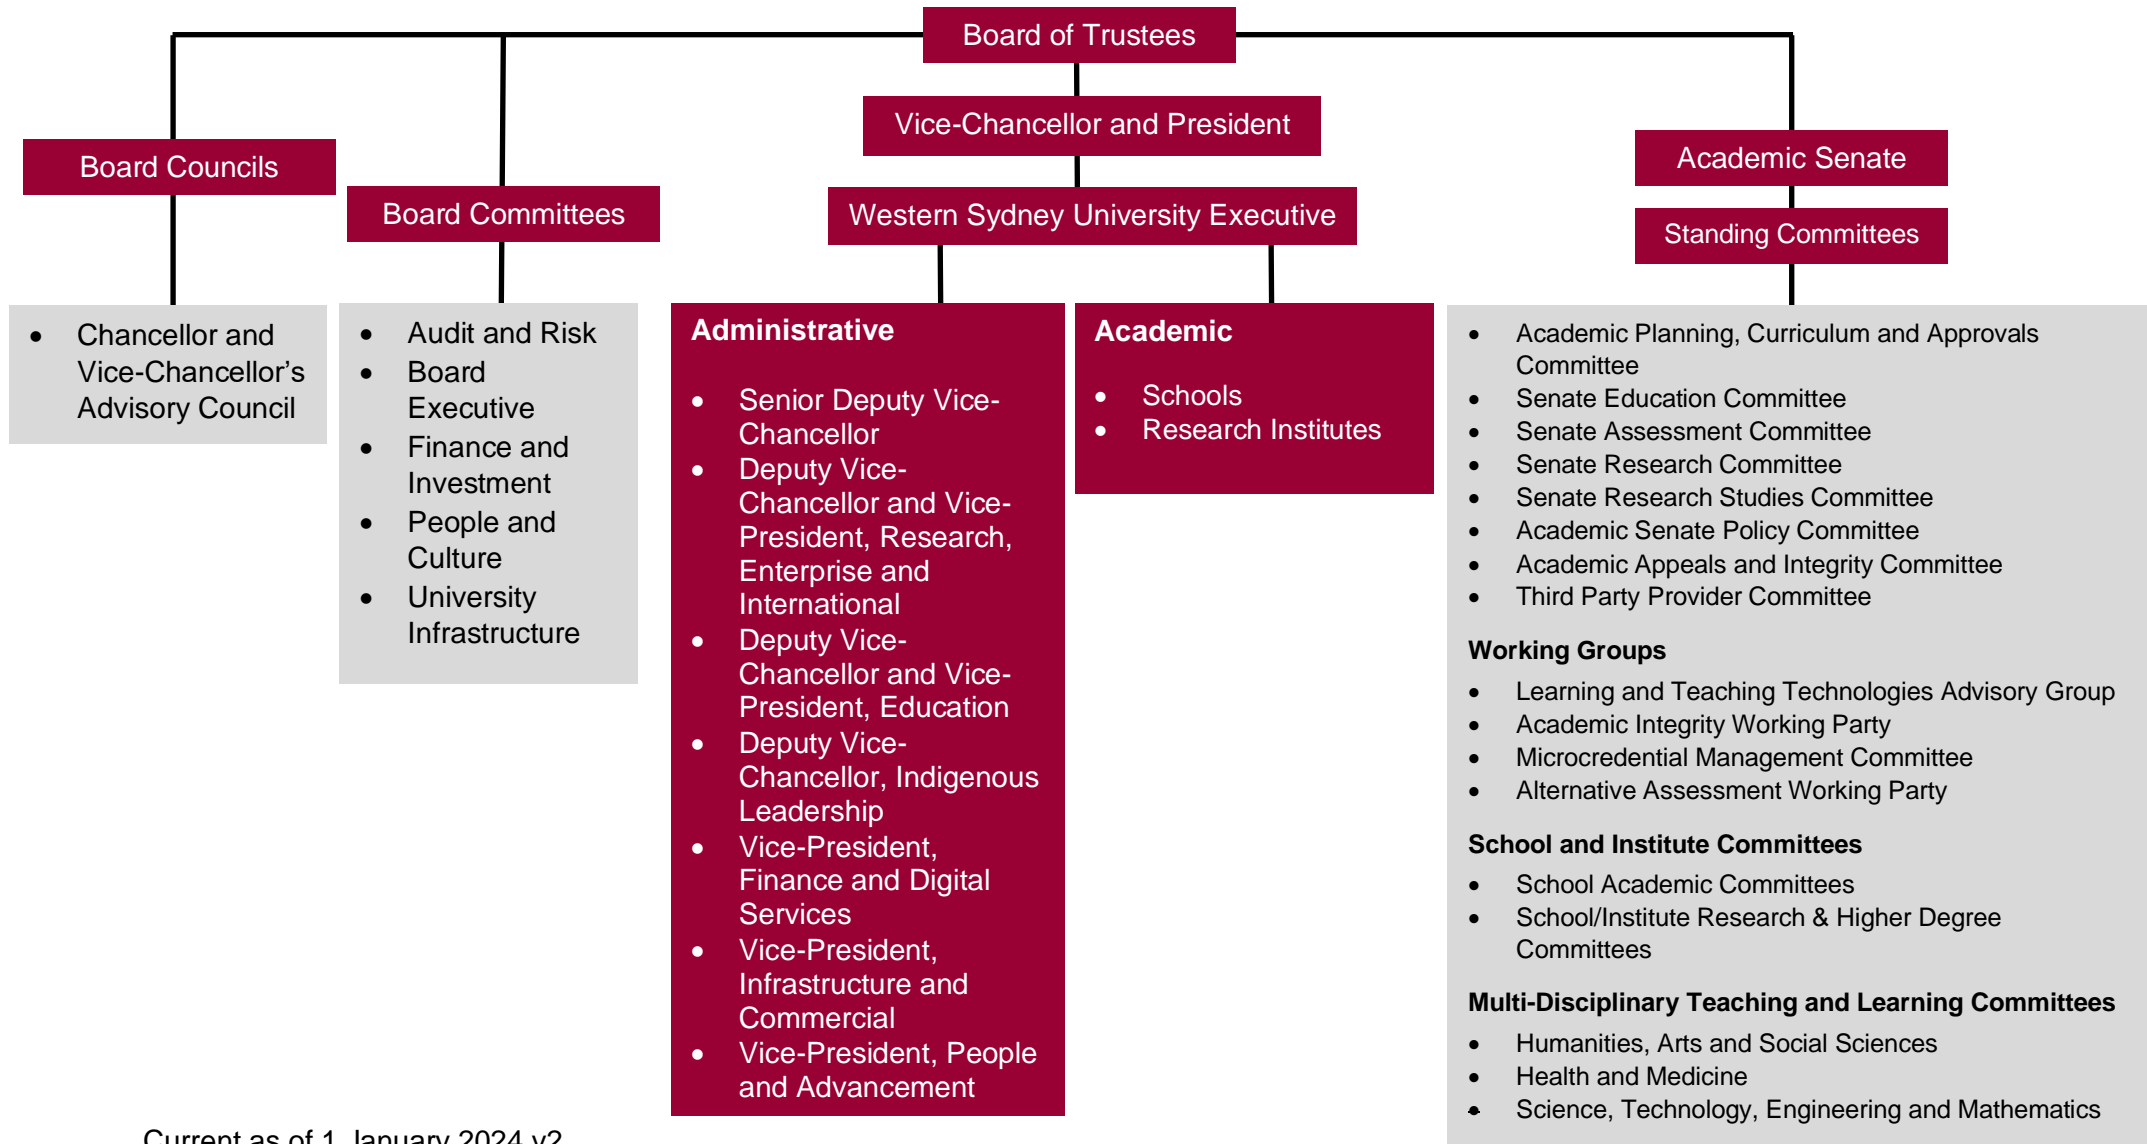 Board of Trustees
Vice-Chancellor and President
Board Councils
Academic Senate
Board Committees
Western Sydney University Executive
Standing Committees
• Chancellor and
Vice-Chancellor’s
Advisory Council
• Audit and Risk
• Board
Executive
• Finance and
Investment
• People and
Culture
• University
Infrastructure
Administrative
• Senior Deputy Vice-
Chancellor
• Deputy Vice-
Chancellor and Vice-
President, Research,
Enterprise and
International
• Deputy Vice-
Chancellor and Vice-
President, Education
• Deputy Vice-
Chancellor, Indigenous
Leadership
• Vice-President,
Finance and Digital
Services
• Vice-President,
Infrastructure and
Commercial
• Vice-President, People
and Advancement
Academic
• Schools
• Research Institutes
• Academic Planning, Curriculum and Approvals
Committee
• Senate Education Committee
• Senate Assessment Committee
• Senate Research Committee
• Senate Research Studies Committee
• Academic Senate Policy Committee
• Academic Appeals and Integrity Committee
• Third Party Provider Committee
Working Groups
• Learning and Teaching Technologies Advisory Group
• Academic Integrity Working Party
• Microcredential Management Committee
• Alternative Assessment Working Party
School and Institute Committees
• School Academic Committees
• School/Institute Research & Higher Degree
Committees
Multi-Disciplinary Teaching and Learning Committees
• Humanities, Arts and Social Sciences
• Health and Medicine
• Science, Technology, Engineering and Mathematics
Current as of 1 January 2024 v2